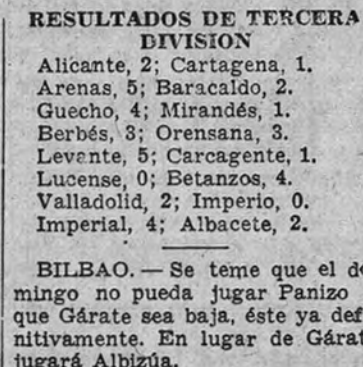 RESULTADOS DE TERCERA
DIVISION
Alicante, 2; Cartagena, 1.
Arenas, 5; Baracaldo, 2.
Guecho, 4; Mirandés, 1.
Berbés, 3; Orensana, 3.
Levante, 5; Carcagente, 1.
Lucense, 0; Betanzos, 4.
Valladolid, 2; Imperio, 0.
Imperial, 4; Albacete, 2.
BILBAO. — Se teme que el do
mingo no pueda jugar Panizo
que Gárate sea baja, éste ya def
nitivamente. En lugar de Gárat
jugará Albizúa.